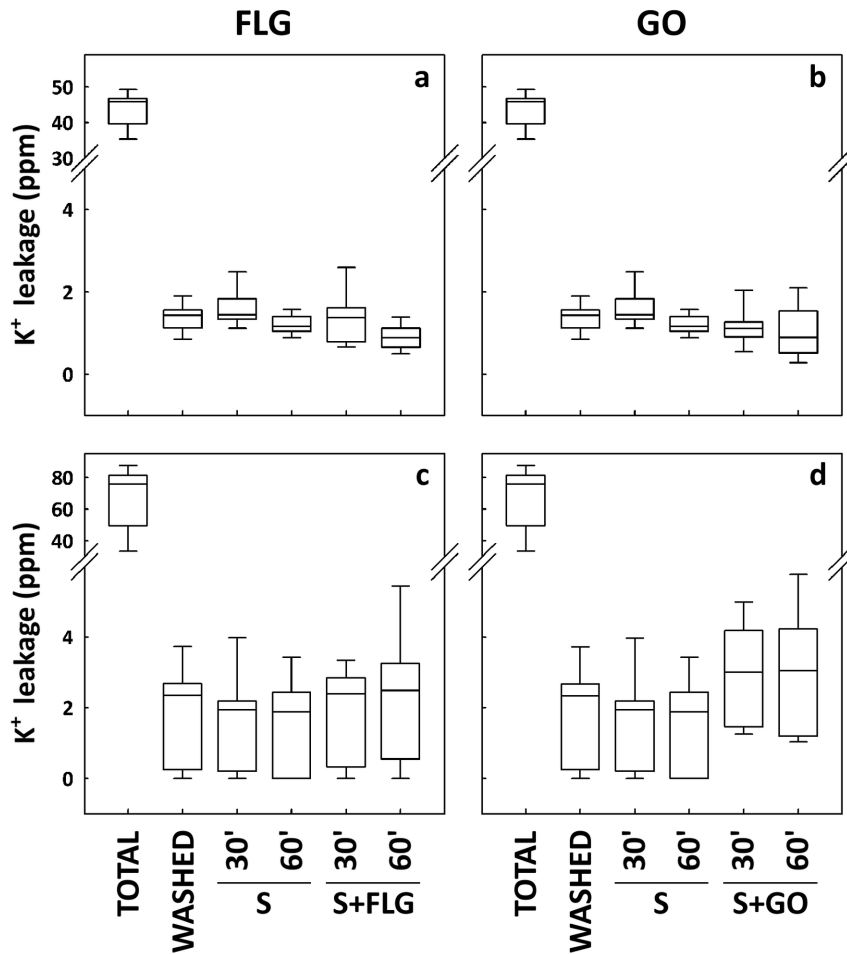 FLG GO
a b
50
40
30
4
2
0
K⁺ leakage (ppm)
c d
80
60
40
4
2
0
K⁺ leakage (ppm)
TOTAL WASHED 30' 60' 30' 60' TOTAL WASHED 30' 60' 30' 60'
S S+FLG S S+GO